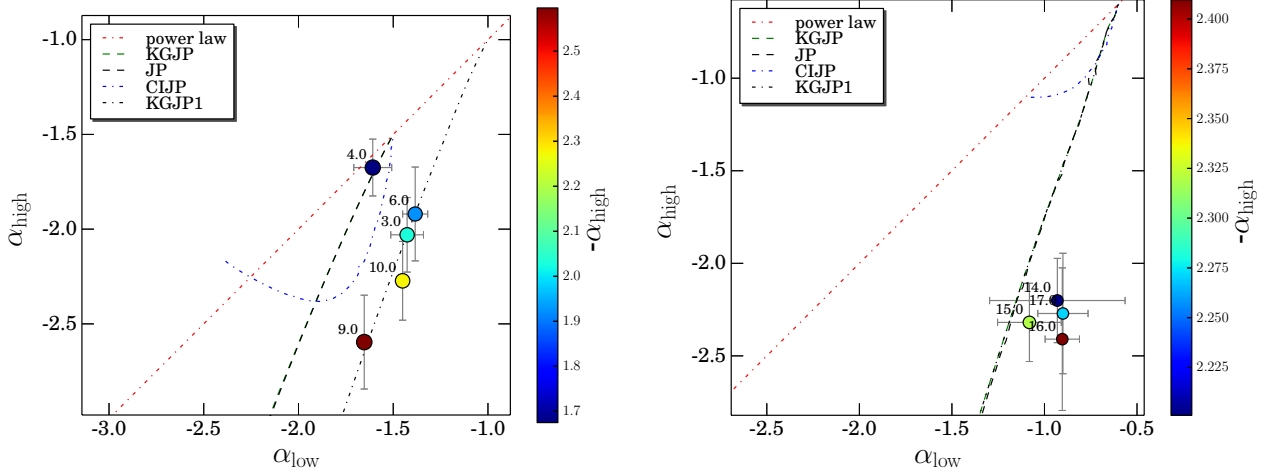 power law
KGJP
JP
CIJP
KGJP1
-1.0
-1.5
-2.0
-2.5
α_high
4.0
6.0
3.0
10.0
9.0
-3.0 -2.5 -2.0 -1.5 -1.0
α_low
2.5
2.4
2.3
2.2
2.1
2.0
1.9
1.8
1.7
-α_high
power law
KGJP
JP
CIJP
KGJP1
-1.0
-1.5
-2.0
-2.5
α_high
14.0
17.0
15.0
16.0
-2.5 -2.0 -1.5 -1.0 -0.5
α_low
2.400
2.375
2.350
2.325
2.300
2.275
2.250
2.225
-α_high